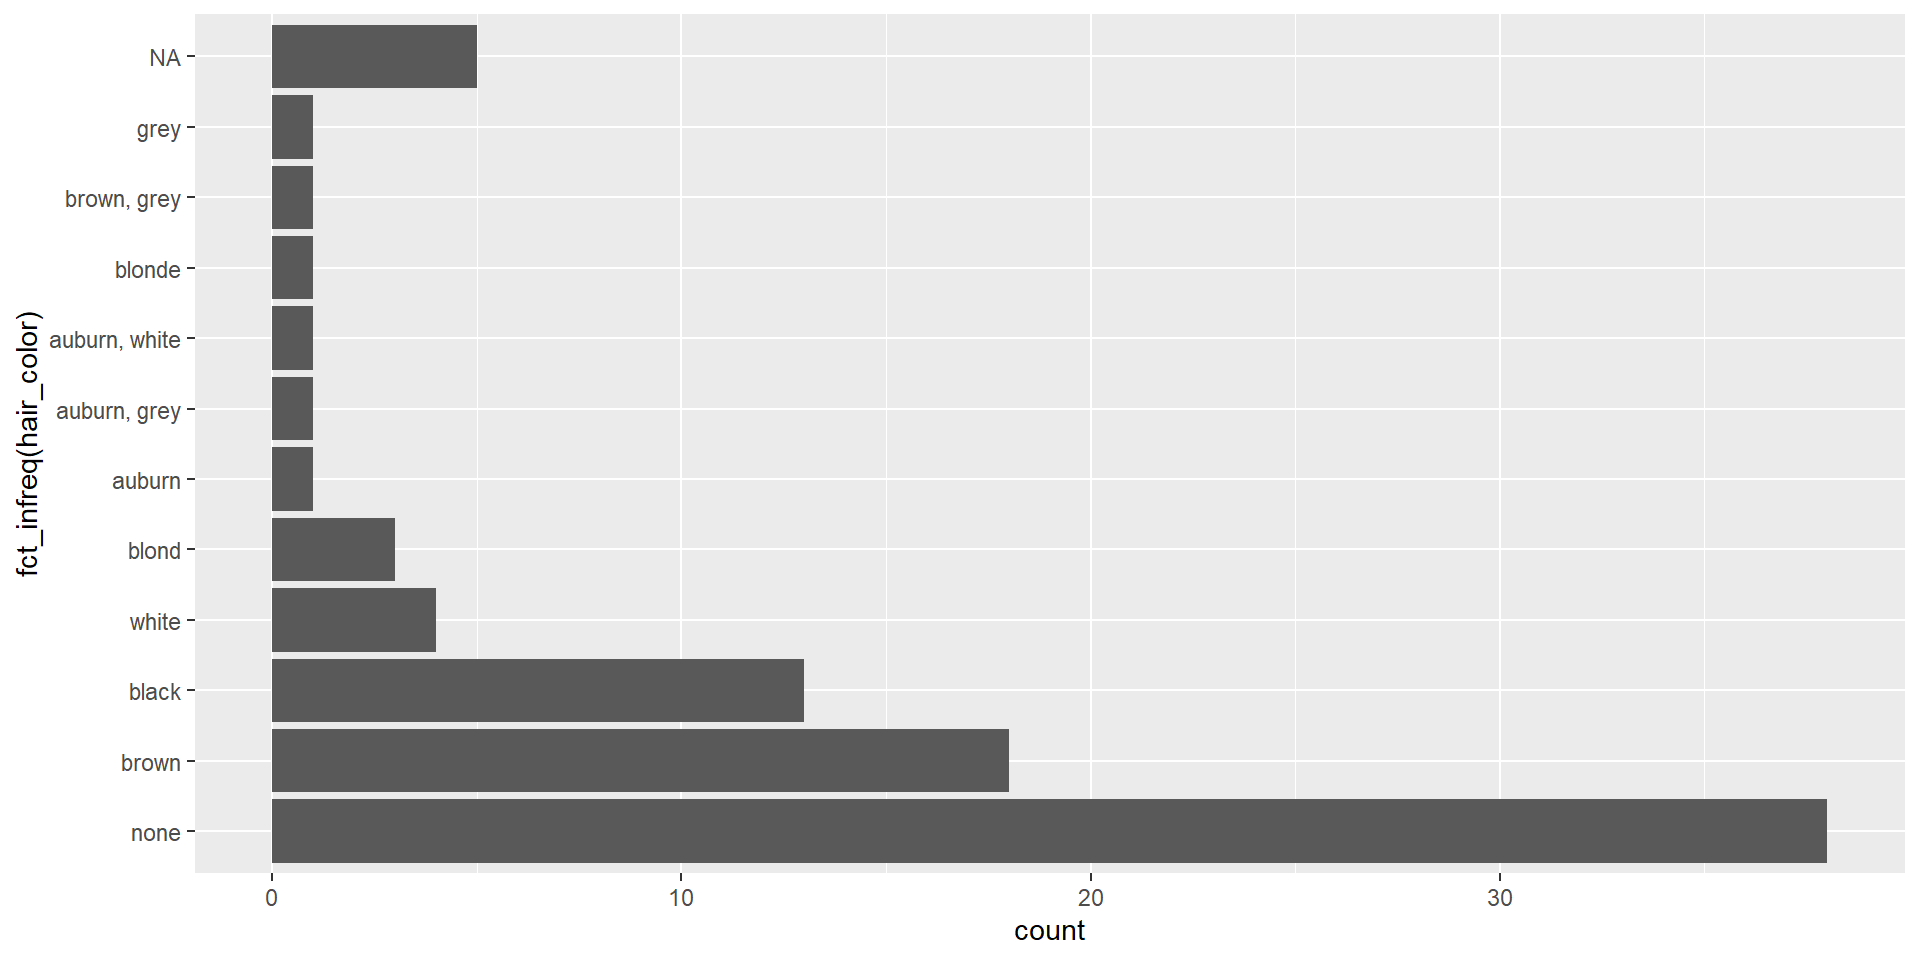 fct_infreq(hair_color)
NA
grey
brown, grey
blonde
auburn, white
auburn, grey
auburn
blond
white
black
brown
none
0 10 20 30
count